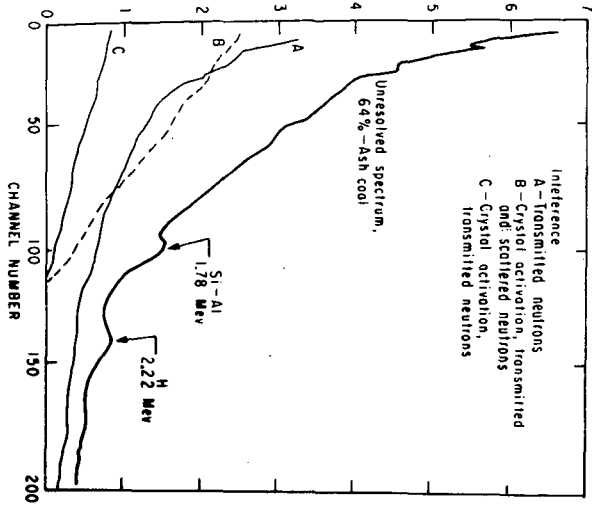 7
6
5
4
3
2
1
0
0
50
100
150
200
CHANNEL NUMBER
Inteference
A-Transmitted neutrons
B-Crystal activation, transmitted
and scattered neutrons
C-Crystal activation,
transmitted neutrons
Unresolved spectrum,
64%-Ash coal
Si-Al
1.78 Mev
H
2.22 Mev
A
B
C